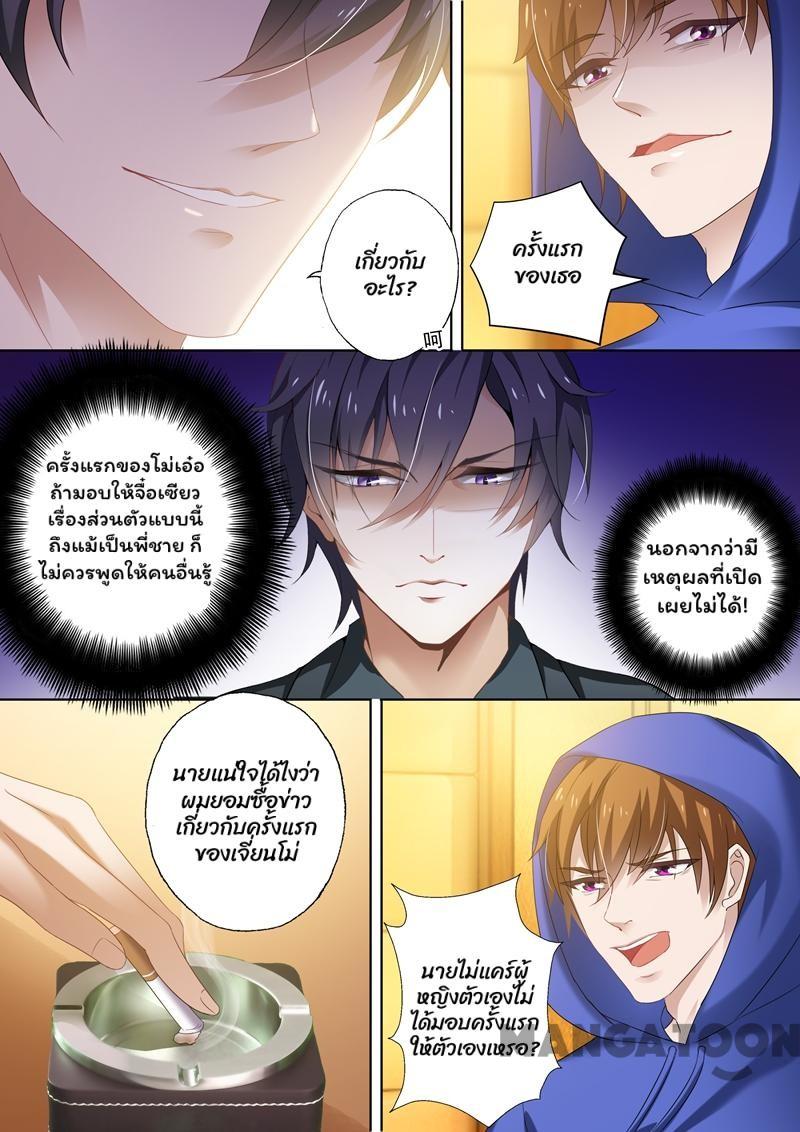 เกี่ยวกับ
อะไร?
呵
ครั้งแรก
ของเธอ
ครั้งแรกของโม่เอ๋อ
ถ้ามอบให้จื๋อเซียว
เรื่องส่วนตัวแบบนี้
ถึงแม้เป็นพี่ชาย ก็
ไม่ควรพูดให้คนอื่นรู้
นอกจากว่ามี
เหตุผลที่เปิด
เผยไม่ได้!
นายแน่ใจได้ไงว่า
ผมยอมซื้อข่าว
เกี่ยวกับครั้งแรก
ของเจี่ยนโม่
นายไม่แคร์ผู้
หญิงตัวเองไม่
ได้มอบครั้งแรก
ให้ตัวเองเหรอ?
MANGATOON